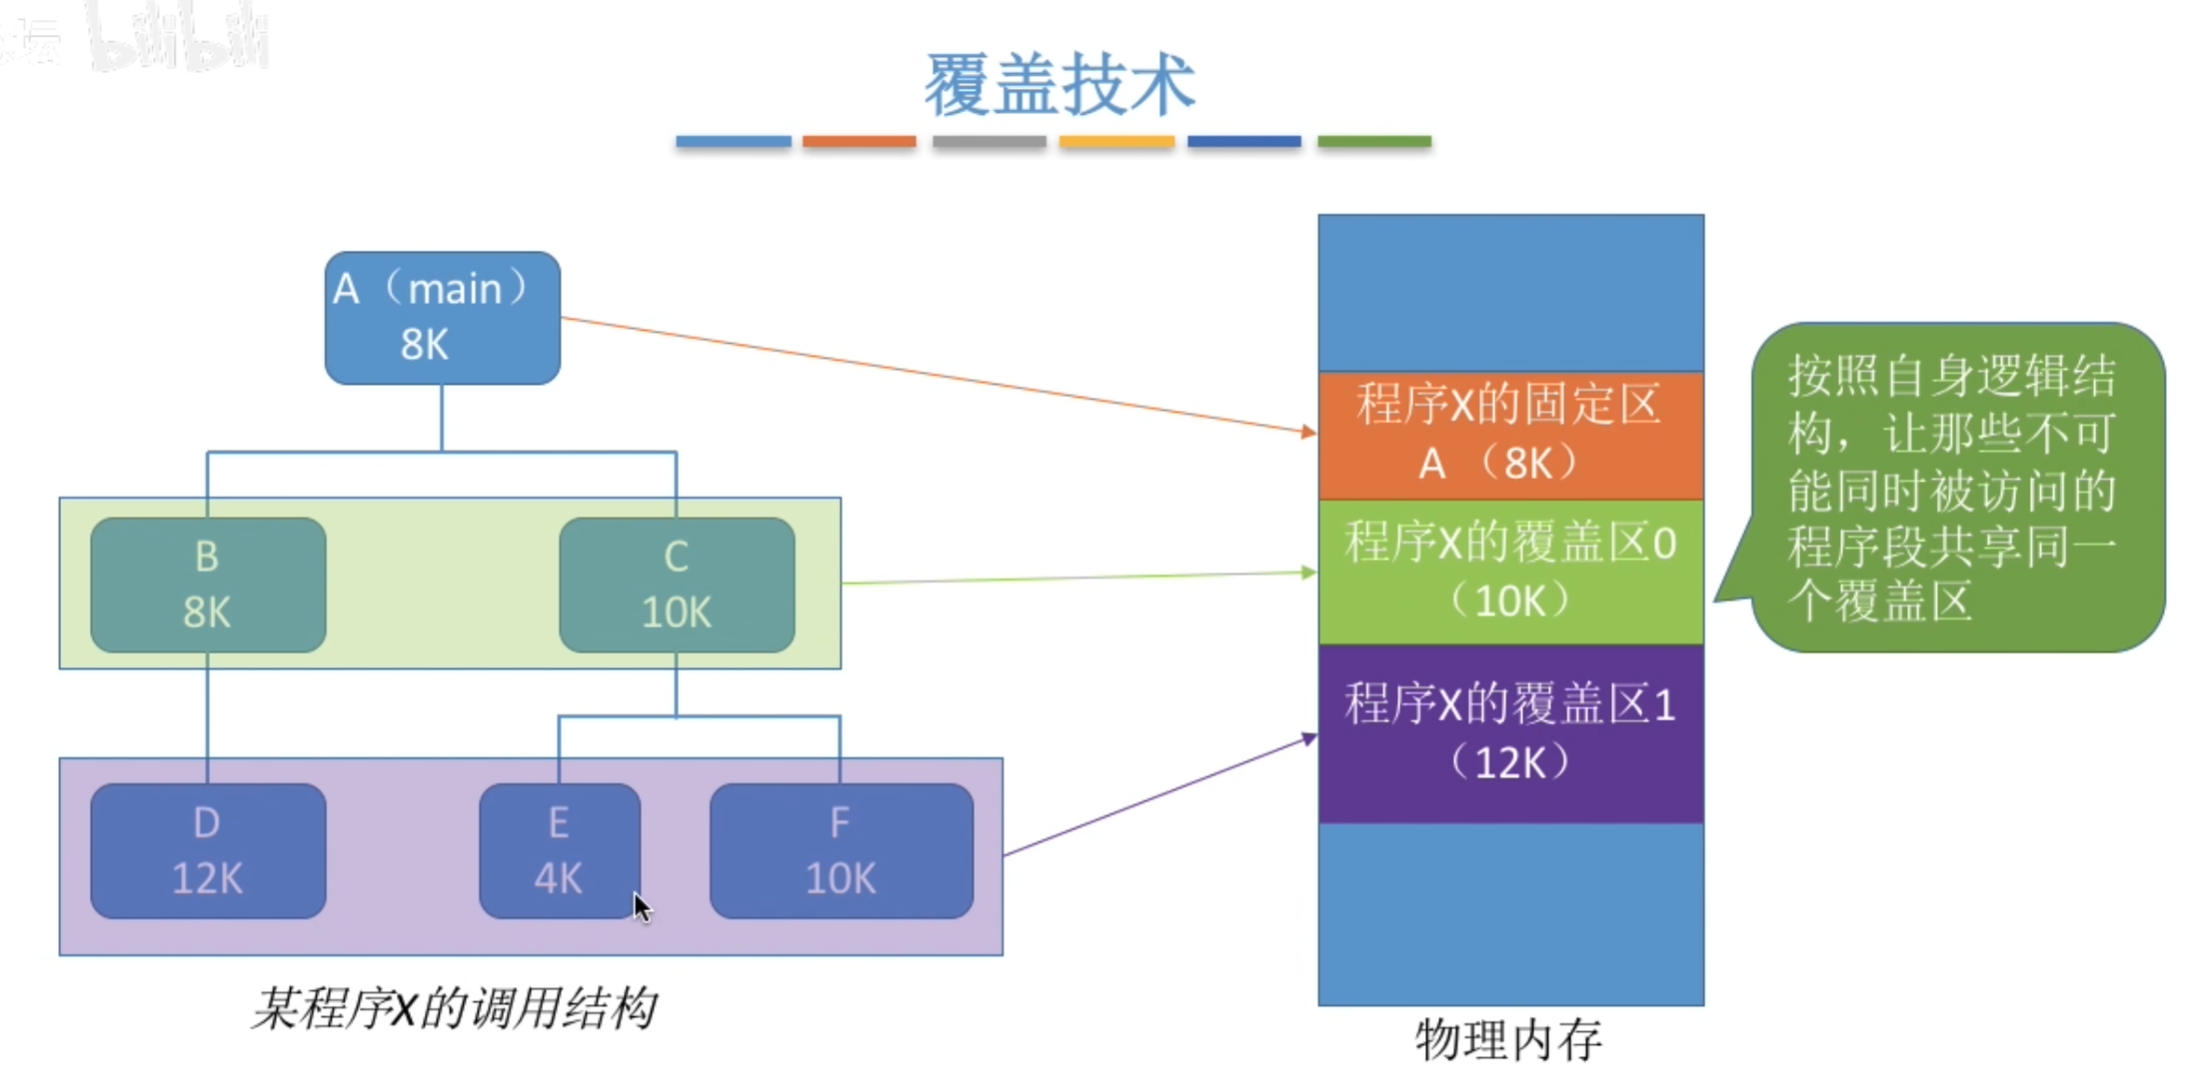 坛 bilibili
覆盖技术
A（main）
8K
B
8K
C
10K
D
12K
E
4K
F
10K
某程序X的调用结构
程序X的固定区
A （8K）
程序X的覆盖区0
（10K）
程序X的覆盖区1
（12K）
物理内存
按照自身逻辑结
构，让那些不可
能同时被访问的
程序段共享同一
个覆盖区